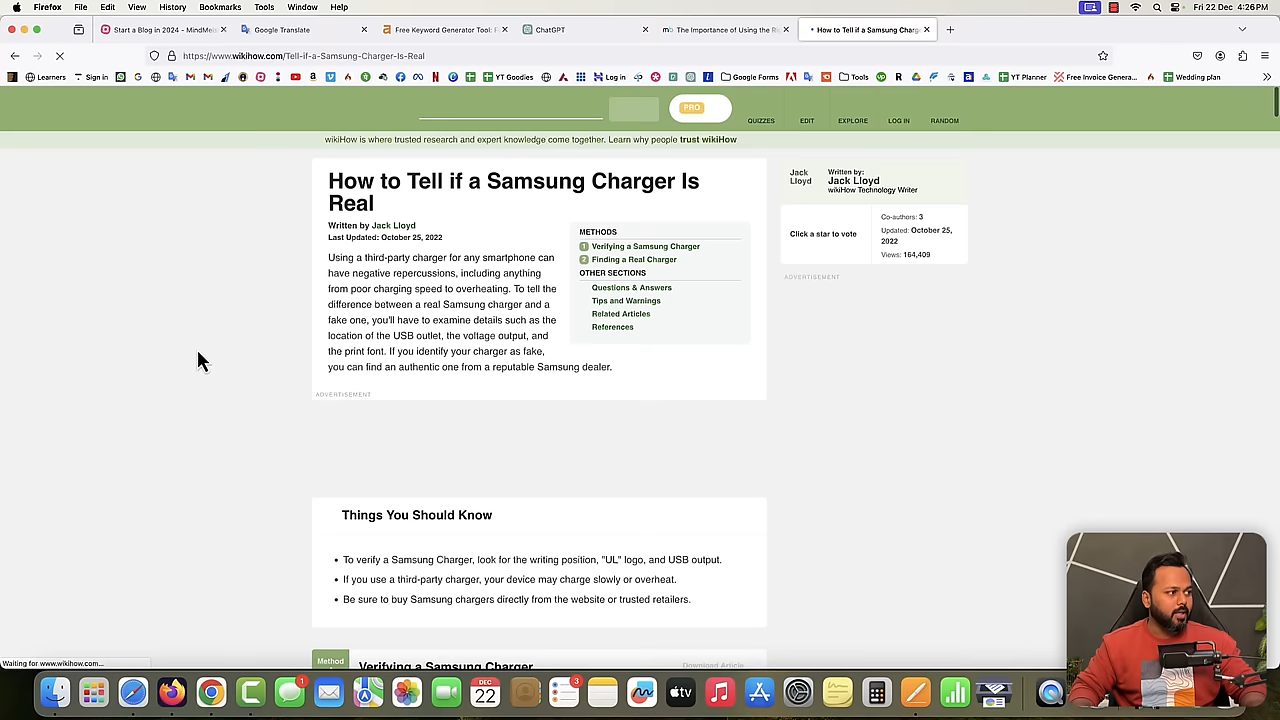 Firefox File Edit View History Bookmarks Tools Window Help
Fri 22 Dec 4:26 PM
Start a Blog in 2024 – MindMeis
Google Translate
Free Keyword Generator Tool: F
ChatGPT
The Importance of Using the Ri
How to Tell if a Samsung Charg
https://www.wikihow.com/Tell-if-a-Samsung-Charger-Is-Real
Learners
Sign in
YT Goodies
Log in
Google Forms
Tools
YT Planner
Free Invoice Genera...
Wedding plan
PRO
QUIZZES
EDIT
EXPLORE
LOG IN
RANDOM
wikiHow is where trusted research and expert knowledge come together. Learn why people trust wikiHow
How to Tell if a Samsung Charger Is
Real
Written by Jack Lloyd
Last Updated: October 25, 2022
Using a third-party charger for any smartphone can
have negative repercussions, including anything
from poor charging speed to overheating. To tell the
difference between a real Samsung charger and a
fake one, you'll have to examine details such as the
location of the USB outlet, the voltage output, and
the print font. If you identify your charger as fake,
you can find an authentic one from a reputable Samsung dealer.
METHODS
1 Verifying a Samsung Charger
2 Finding a Real Charger
OTHER SECTIONS
Questions & Answers
Tips and Warnings
Related Articles
References
ADVERTISEMENT
Jack
Lloyd
Written by:
Jack Lloyd
wikiHow Technology Writer
Click a star to vote
Co-authors: 3
Updated: October 25,
2022
Views: 164,409
ADVERTISEMENT
Things You Should Know
• To verify a Samsung Charger, look for the writing position, "UL" logo, and USB output.
• If you use a third-party charger, your device may charge slowly or overheat.
• Be sure to buy Samsung chargers directly from the website or trusted retailers.
Method
Verifying a Samsung Charger
Download Article
Waiting for www.wikihow.com...
1
DEC
22
3
tv